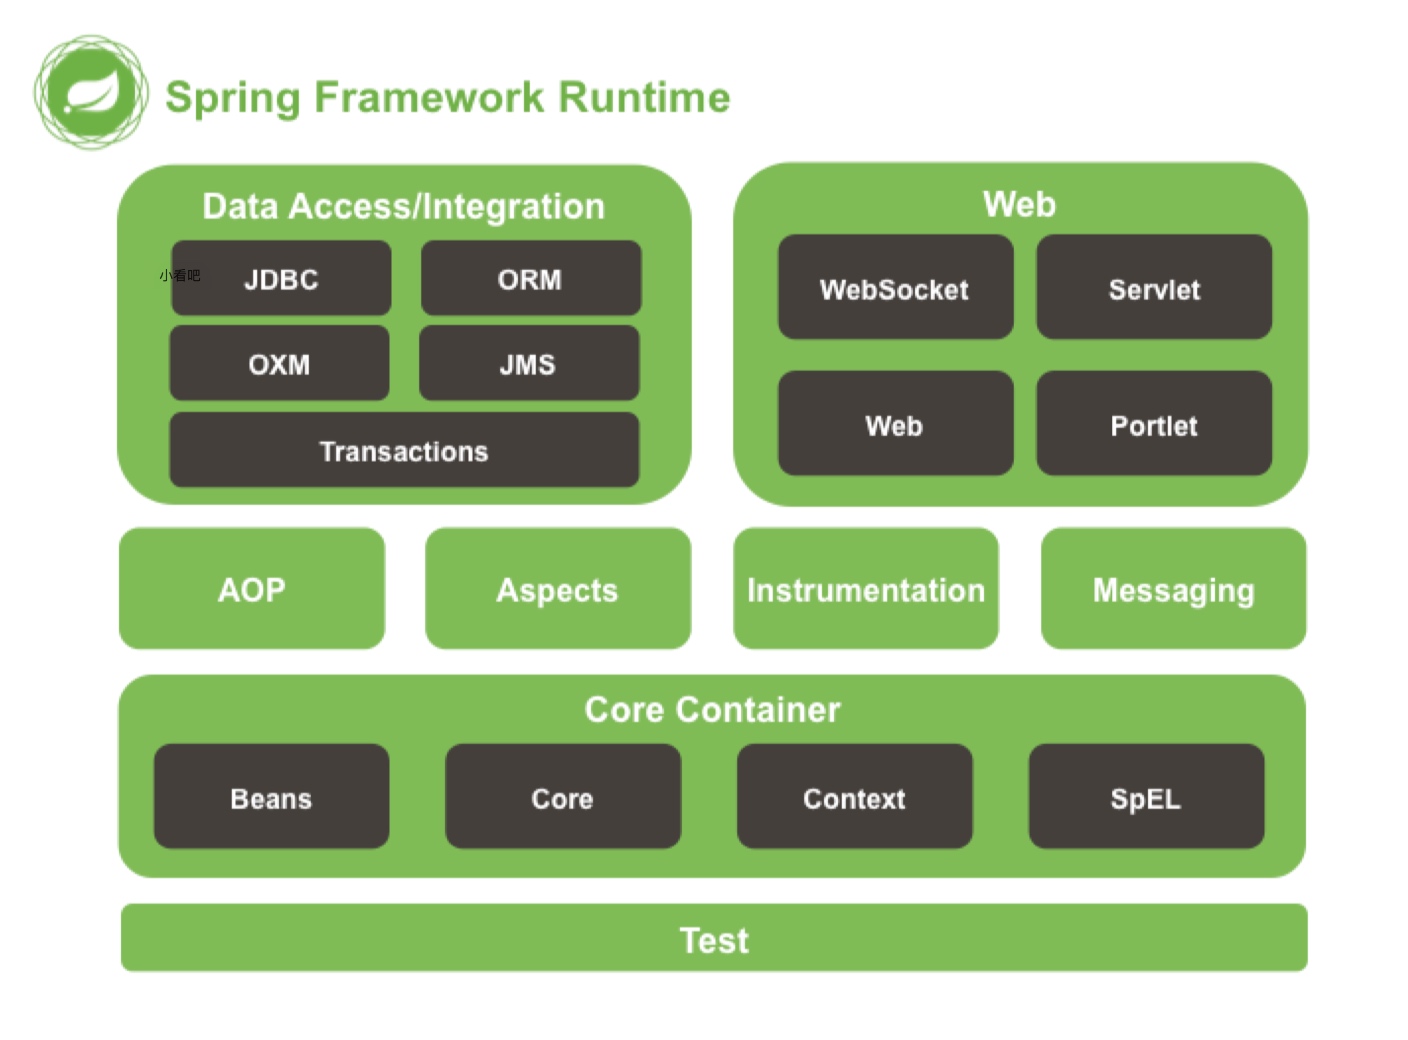 Spring Framework Runtime
Data Access/Integration
小看吧
JDBC
ORM
OXM
JMS
Transactions
Web
WebSocket
Servlet
Web
Portlet
AOP
Aspects
Instrumentation
Messaging
Core Container
Beans
Core
Context
SpEL
Test